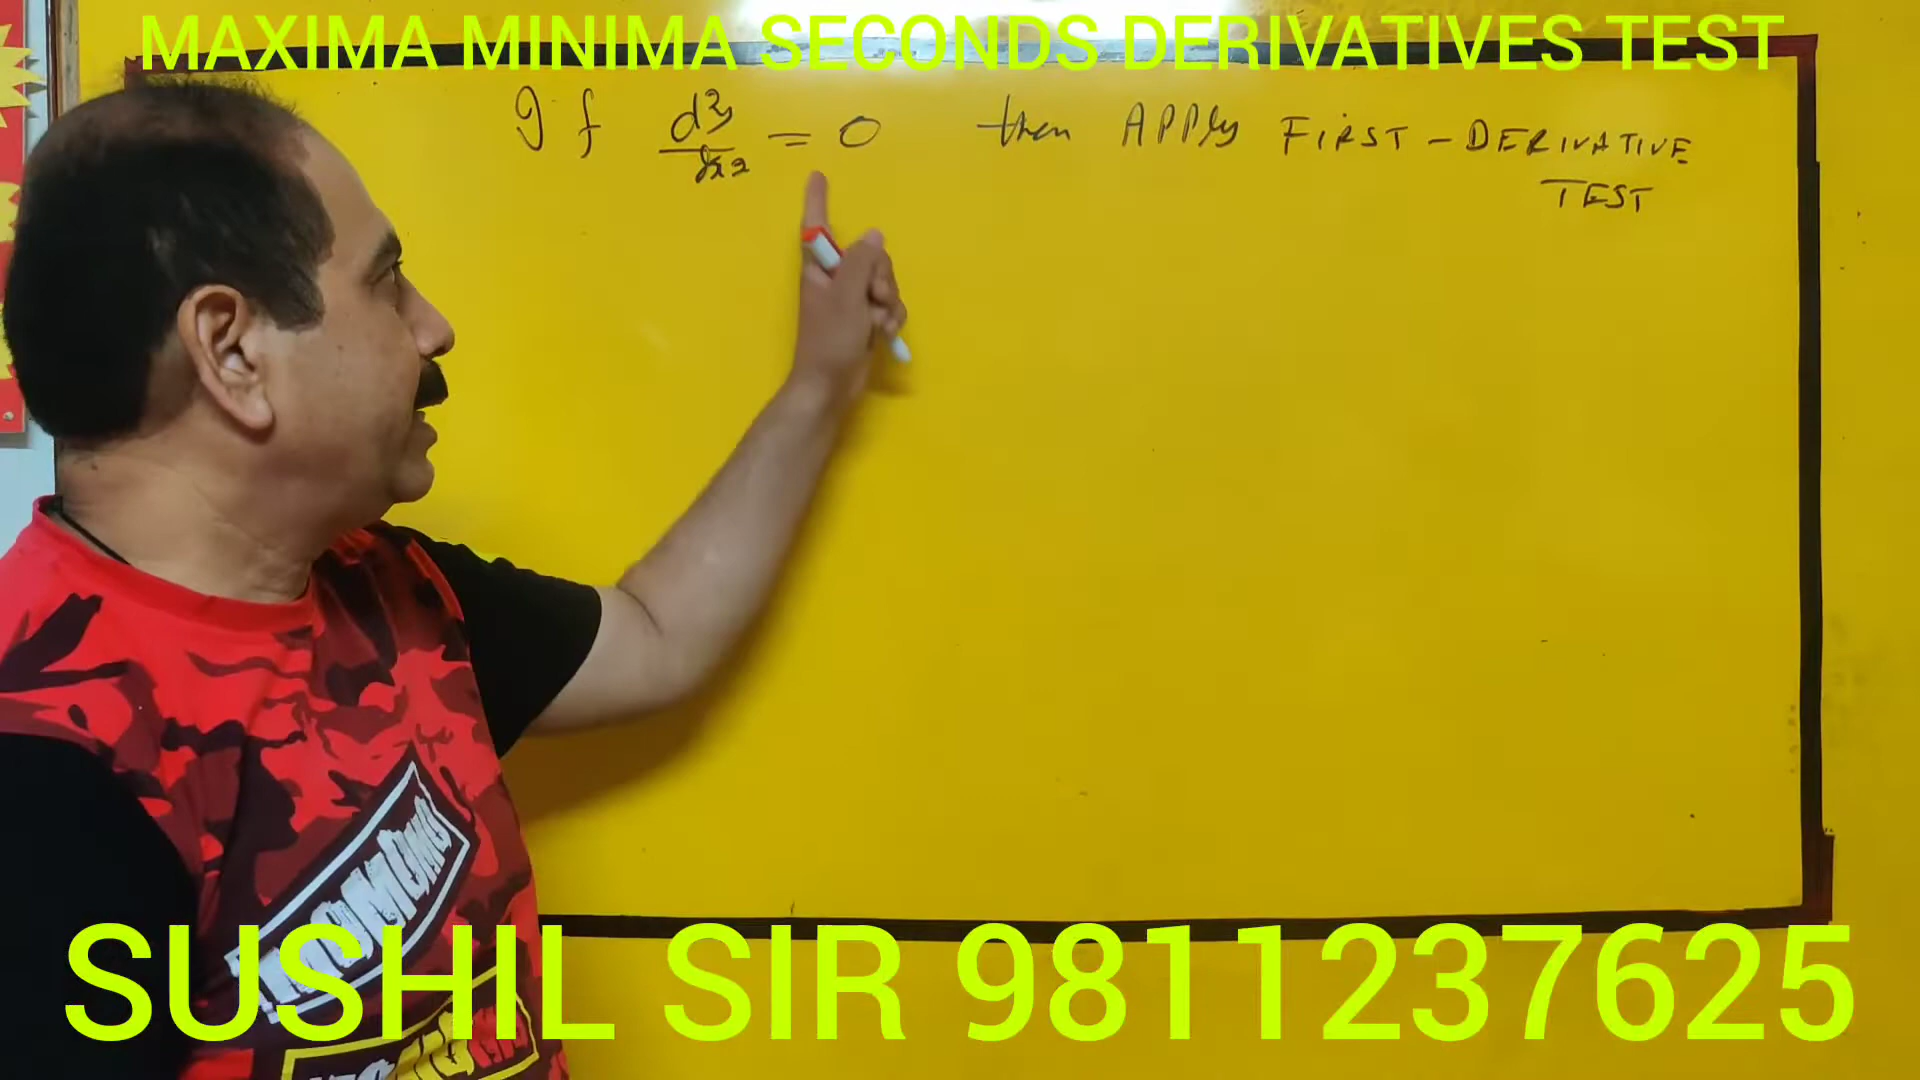 MAXIMA MINIMA SECONDS DERIVATIVES TEST
If d²y/dx² = 0 then APPly FIRST - DERIVATIVE
TEST
SUSHIL SIR 9811237625